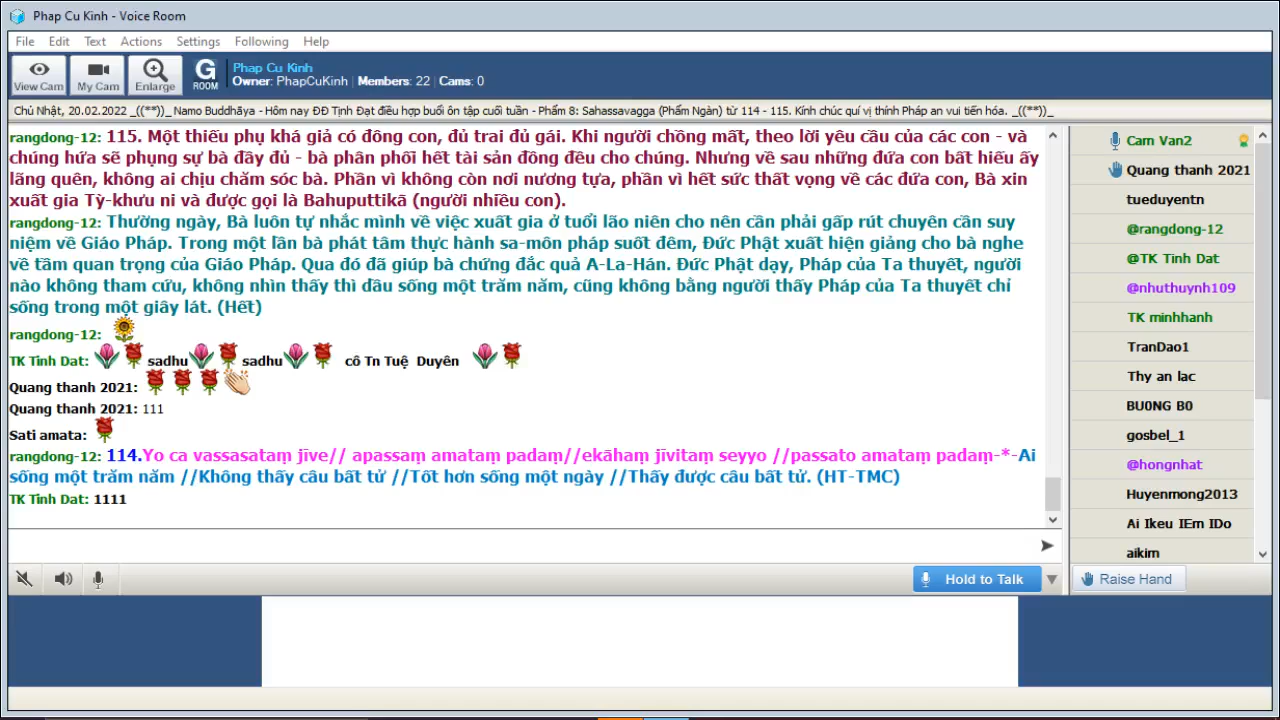 Phap Cu Kinh - Voice Room
File Edit Text Actions Settings Following Help
View Cam My Cam Enlarge G ROOM
Phap Cu Kinh
Owner: PhapCuKinh | Members: 22 | Cams: 0
Chủ Nhật, 20.02.2022 _((**))_ Namo Buddhāya - Hôm nay ĐĐ Tịnh Đạt điều hợp buổi ôn tập cuối tuần - Phẩm 8: Sahassavagga (Phẩm Ngàn) từ 114 - 115. Kính chúc quí vị thính Pháp an vui tiến hóa. _((**))_
rangdong-12: 115. Một thiếu phụ khá giả có đông con, đủ trai đủ gái. Khi người chồng mất, theo lời yêu cầu của các con - và
chúng hứa sẽ phụng sự bà đầy đủ - bà phân phối hết tài sản đồng đều cho chúng. Nhưng về sau những đứa con bất hiếu ấy
lãng quên, không ai chịu chăm sóc bà. Phần vì không còn nơi nương tựa, phần vì hết sức thất vọng về các đứa con, Bà xin
xuất gia Tỳ-khưu ni và được gọi là Bahuputtikā (người nhiều con).
rangdong-12: Thường ngày, Bà luôn tự nhắc mình về việc xuất gia ở tuổi lão niên cho nên cần phải gấp rút chuyên cần suy
niệm về Giáo Pháp. Trong một lần bà phát tâm thực hành sa-môn pháp suốt đêm, Đức Phật xuất hiện giảng cho bà nghe
về tầm quan trọng của Giáo Pháp. Qua đó đã giúp bà chứng đắc quả A-La-Hán. Đức Phật dạy, Pháp của Ta thuyết, người
nào không tham cứu, không nhìn thấy thì dầu sống một trăm năm, cũng không bằng người thấy Pháp của Ta thuyết chỉ
sống trong một giây lát. (Hết)
rangdong-12:
TK Tinh Dat: sadhu sadhu cô Tn Tuệ Duyên
Quang thanh 2021:
Quang thanh 2021: 111
Sati amata:
rangdong-12: 114.Yo ca vassasataṃ jīve// apassaṃ amataṃ padaṃ//ekāhaṃ jīvitaṃ seyyo //passato amataṃ padaṃ-*-Ai
sống một trăm năm //Không thấy câu bất tử //Tốt hơn sống một ngày //Thấy được câu bất tử. (HT-TMC)
TK Tinh Dat: 1111
Hold to Talk
Cam Van2
Quang thanh 2021
tueduyentn
@rangdong-12
@TK Tinh Dat
@nhuthuynh109
TK minhhanh
TranDao1
Thy an lac
BU0NG B0
gosbel_1
@hongnhat
Huyenmong2013
Ai Ikeu IEm IDo
aikim
Raise Hand